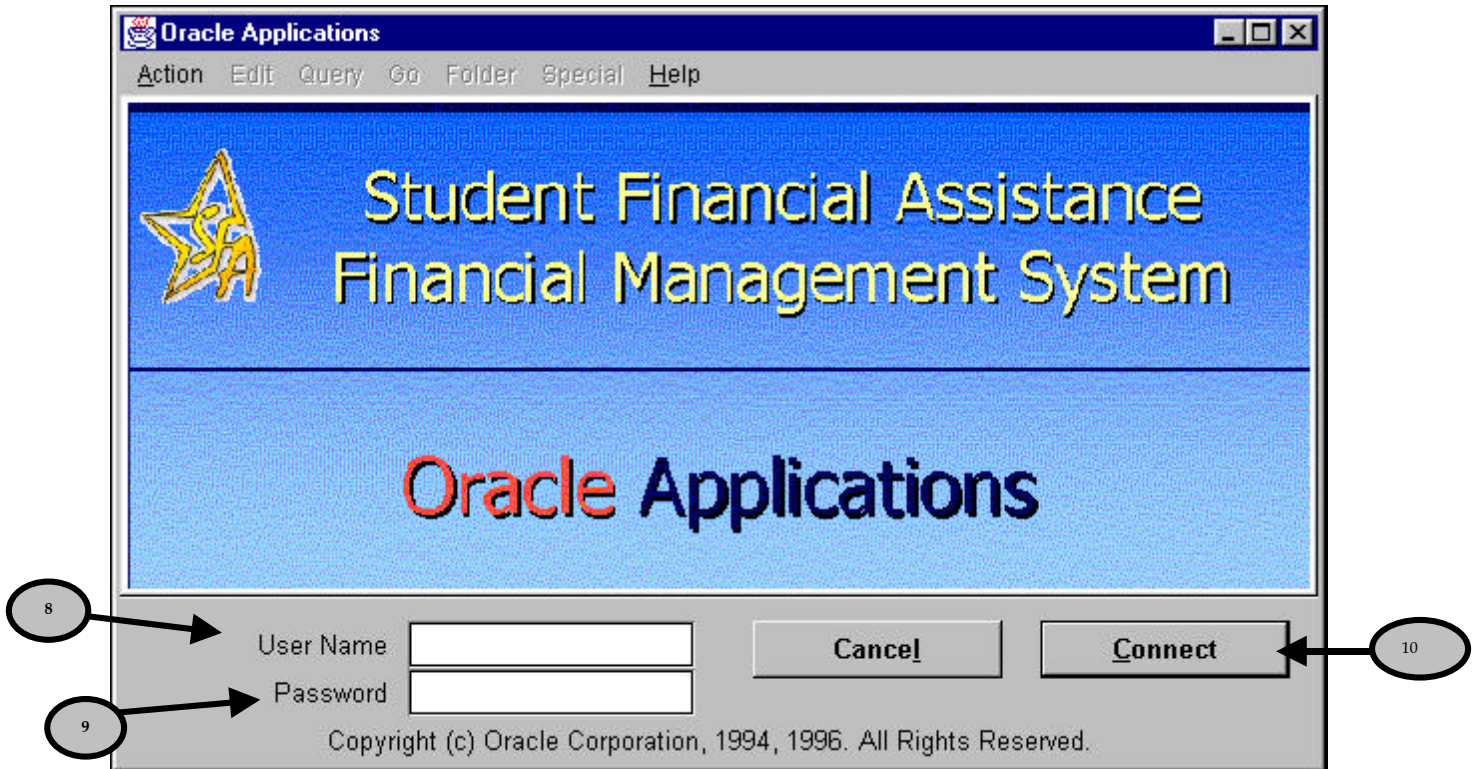 Oracle Applications
Action Edit Query Go Folder Special Help
SFA
Student Financial Assistance
Financial Management System
Oracle Applications
8
User Name
Cancel
Connect
10
Password
9
Copyright (c) Oracle Corporation, 1994, 1996. All Rights Reserved.